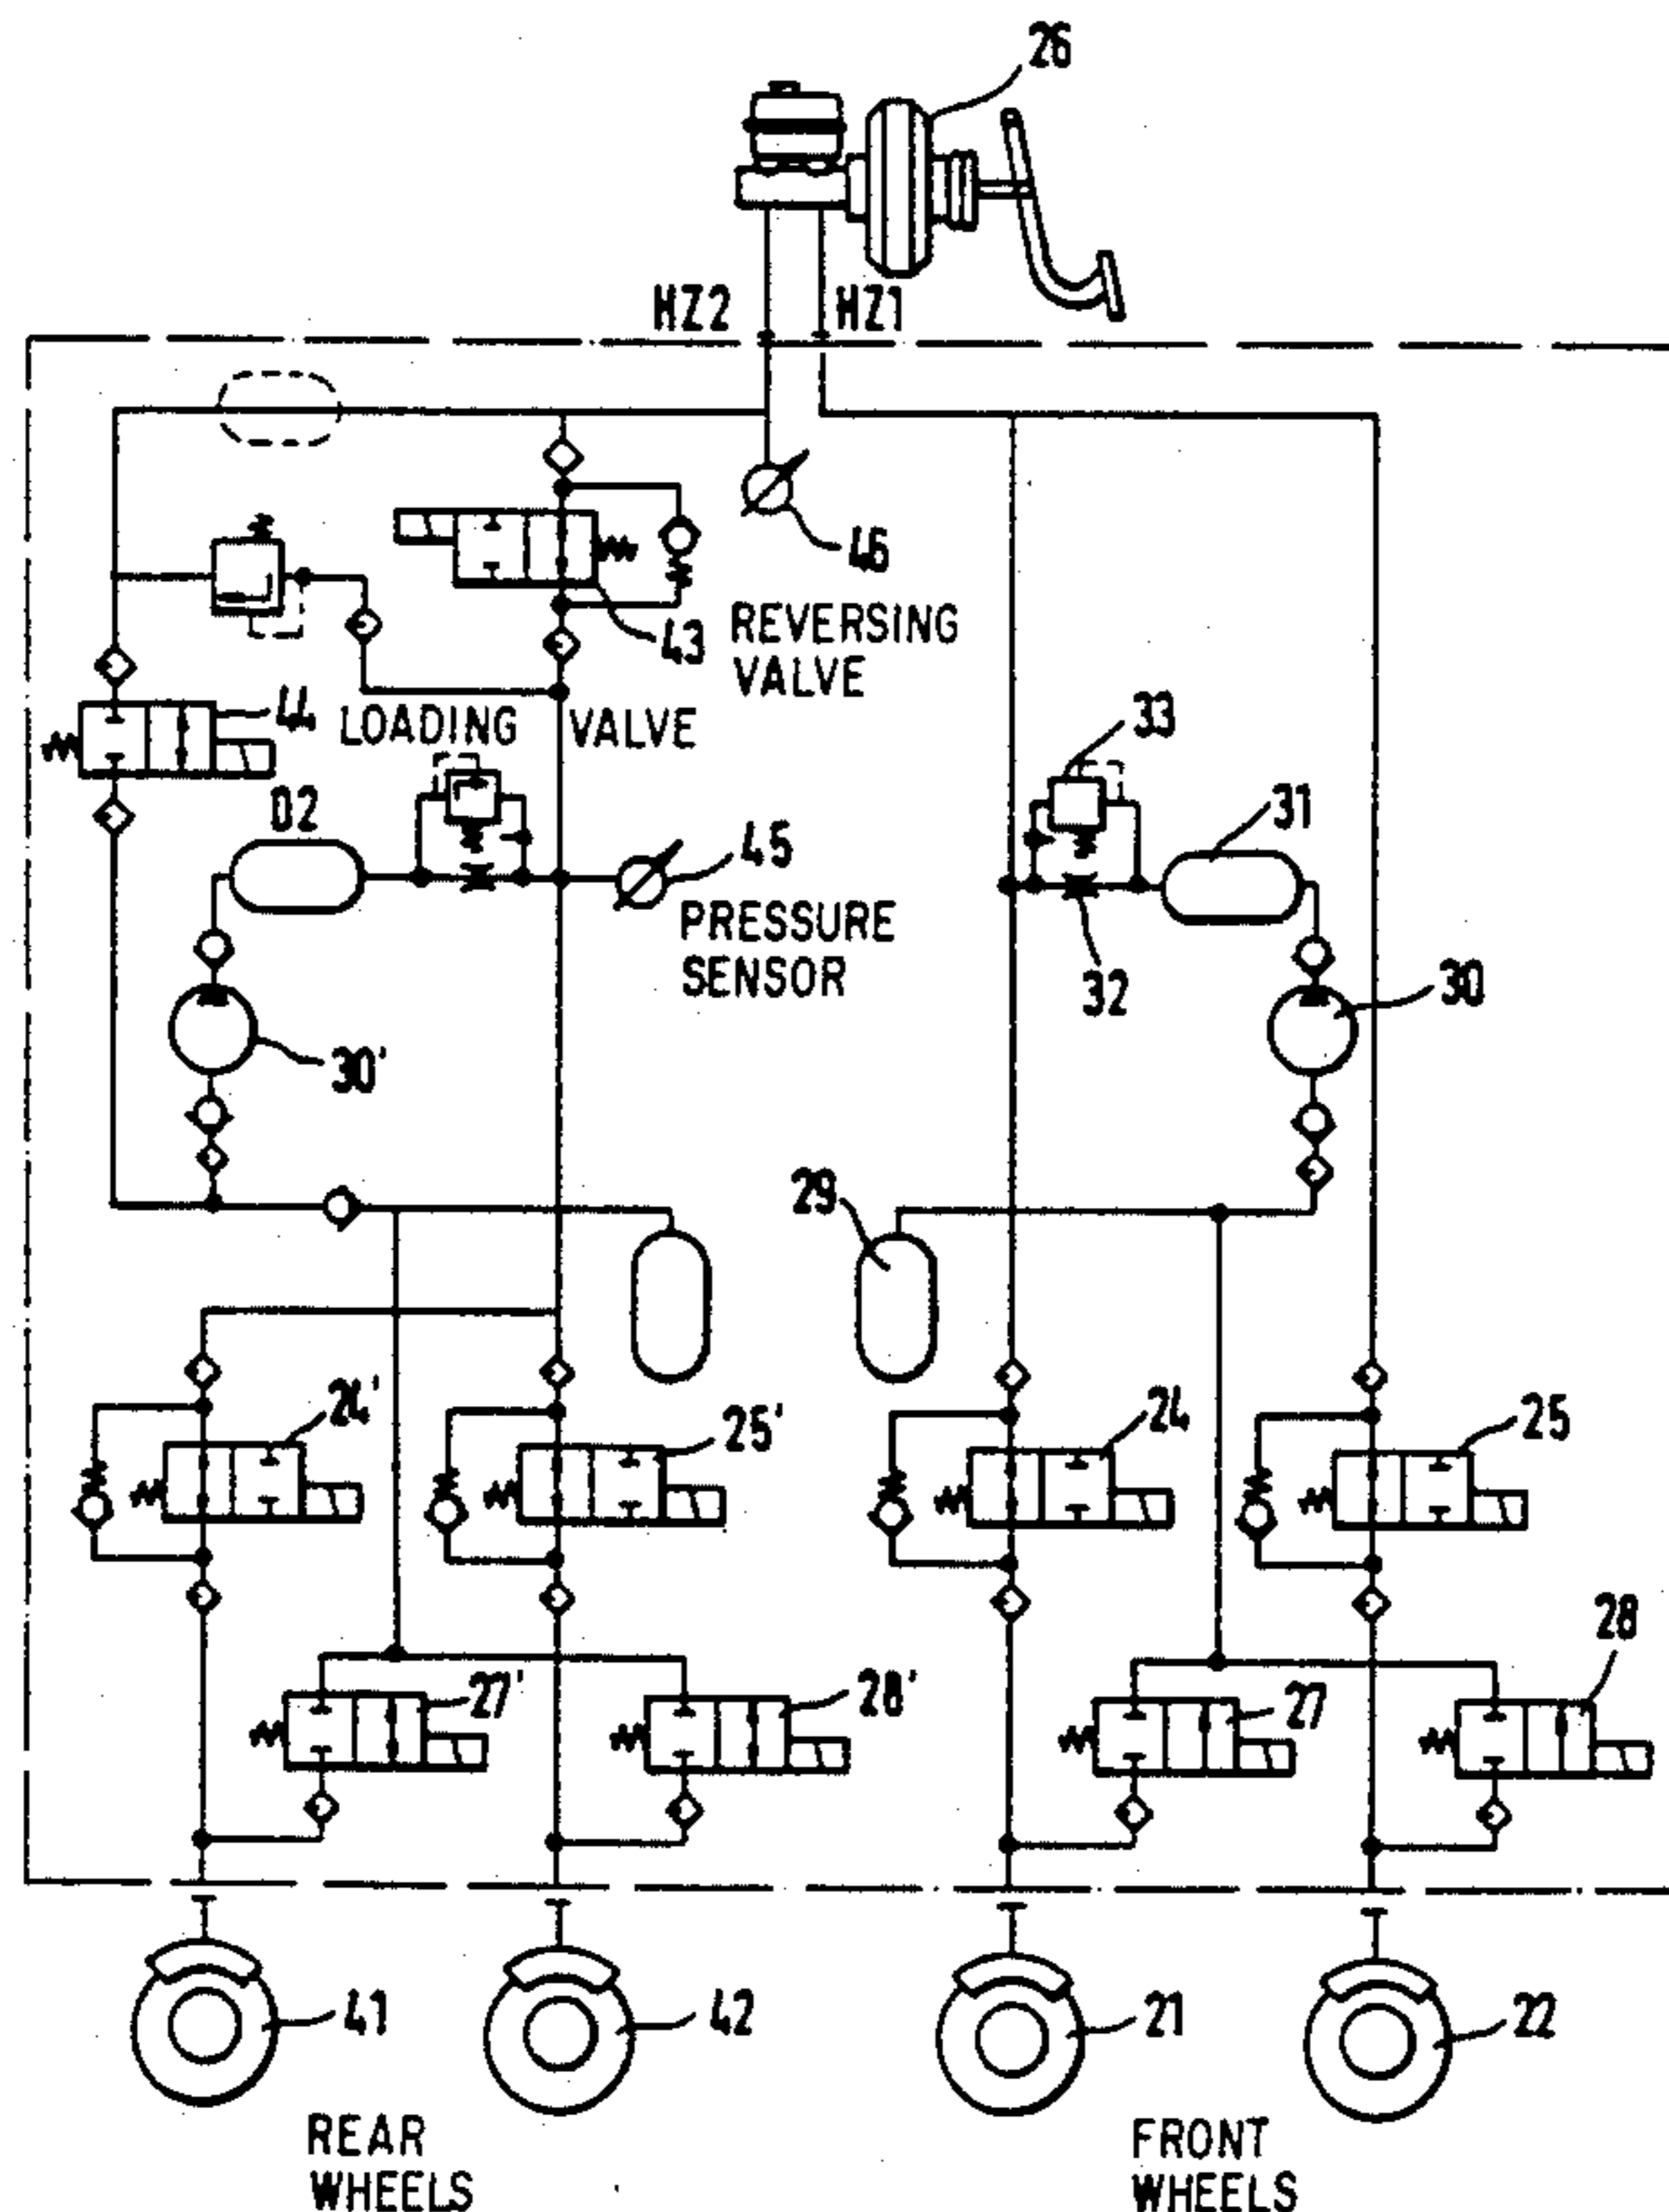 26
HZ2
HZ1
46
43
REVERSING
VALVE
44
LOADING VALVE
33
D2
31
45
PRESSURE
SENSOR
32
30
30'
29
24'
25'
24
25
28
27'
28'
27
41
42
21
22
REAR
WHEELS
FRONT
WHEELS